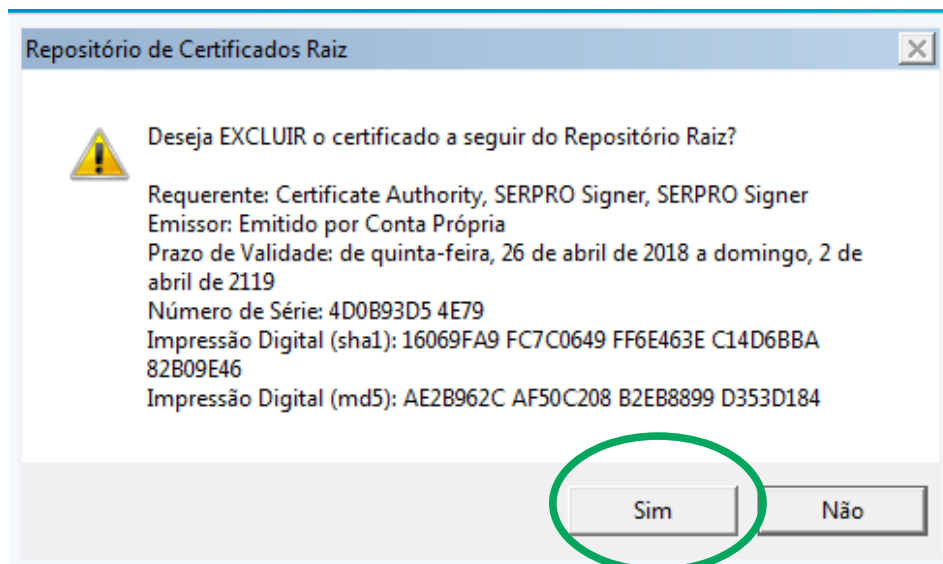 Repositório de Certificados Raiz
Deseja EXCLUIR o certificado a seguir do Repositório Raiz?
Requerente: Certificate Authority, SERPRO Signer, SERPRO Signer
Emissor: Emitido por Conta Própria
Prazo de Validade: de quinta-feira, 26 de abril de 2018 a domingo, 2 de
abril de 2119
Número de Série: 4D0B93D5 4E79
Impressão Digital (sha1): 16069FA9 FC7C0649 FF6E463E C14D6BBA
82B09E46
Impressão Digital (md5): AE2B962C AF50C208 B2EB8899 D353D184
Sim
Não